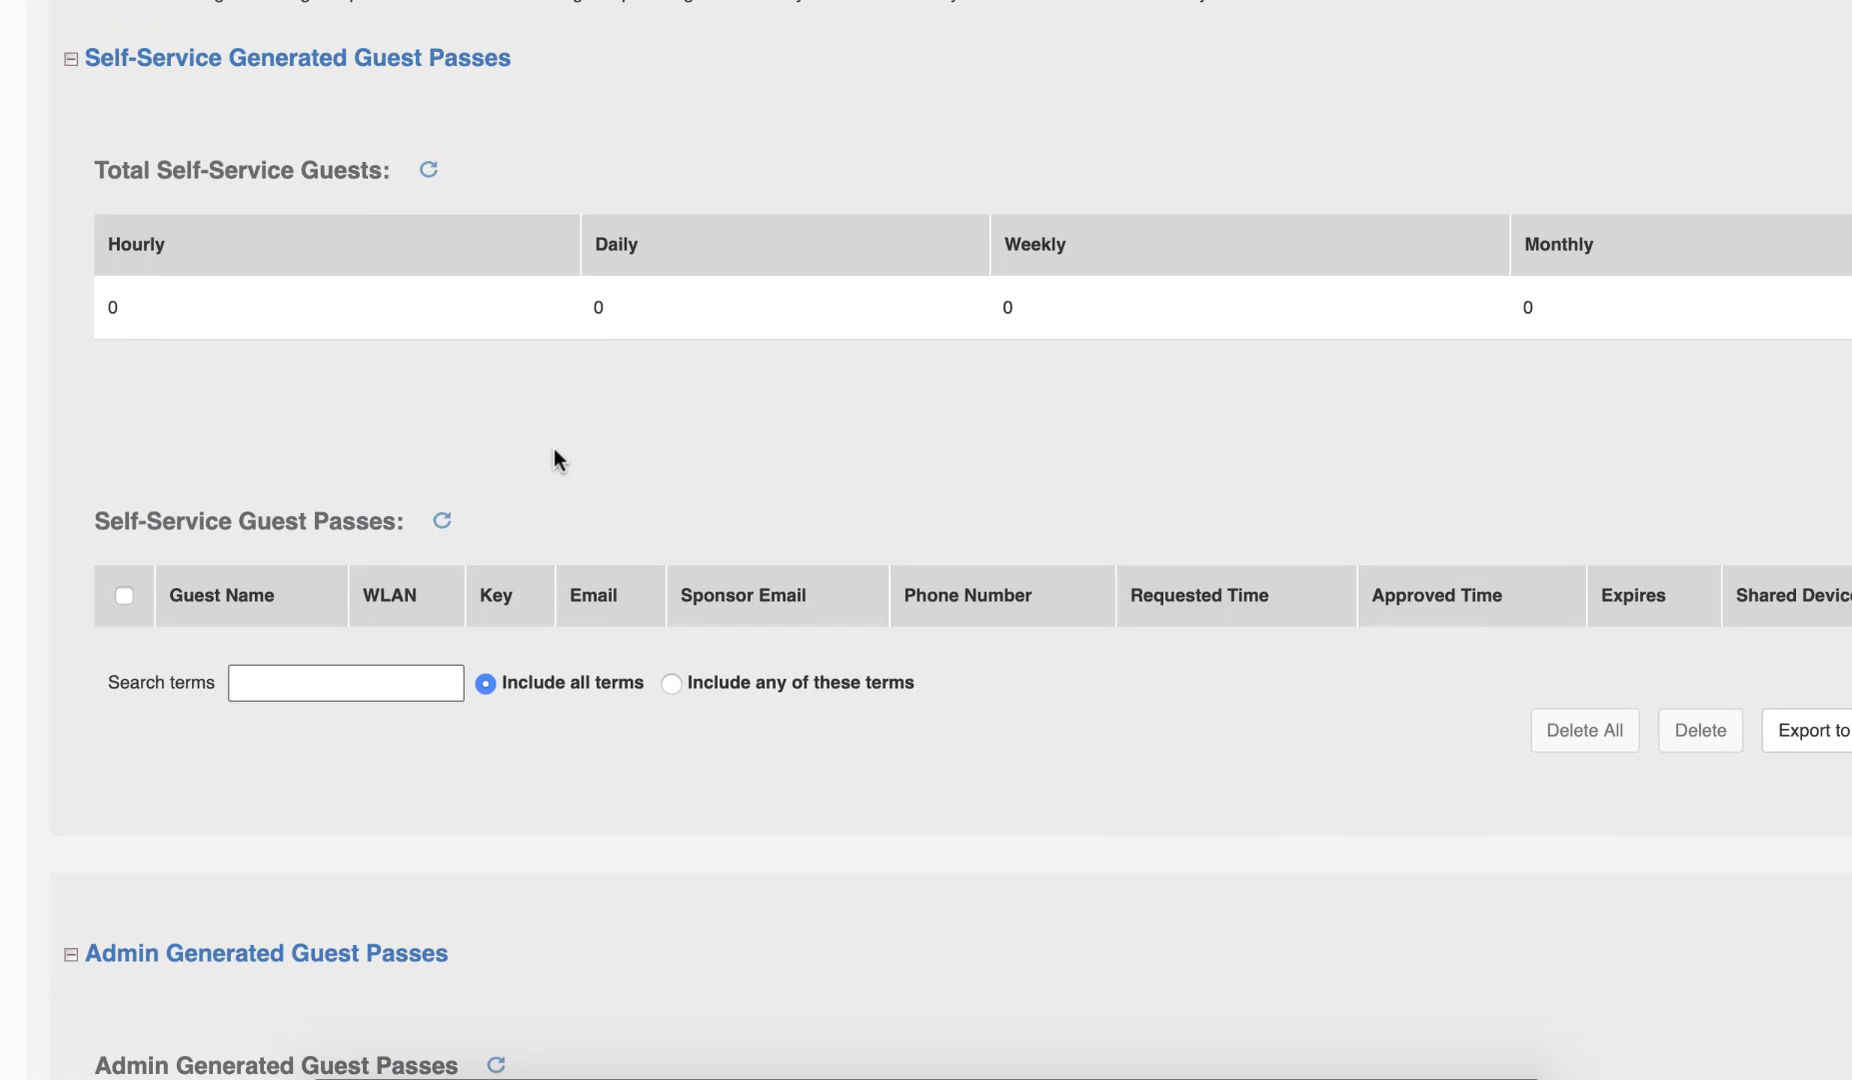 Self-Service Generated Guest Passes
Total Self-Service Guests:
Hourly Daily Weekly Monthly
0 0 0 0
Self-Service Guest Passes:
Guest Name WLAN Key Email Sponsor Email Phone Number Requested Time Approved Time Expires Shared Devic
Search terms Include all terms Include any of these terms
Delete All Delete Export to
Admin Generated Guest Passes
Admin Generated Guest Passes